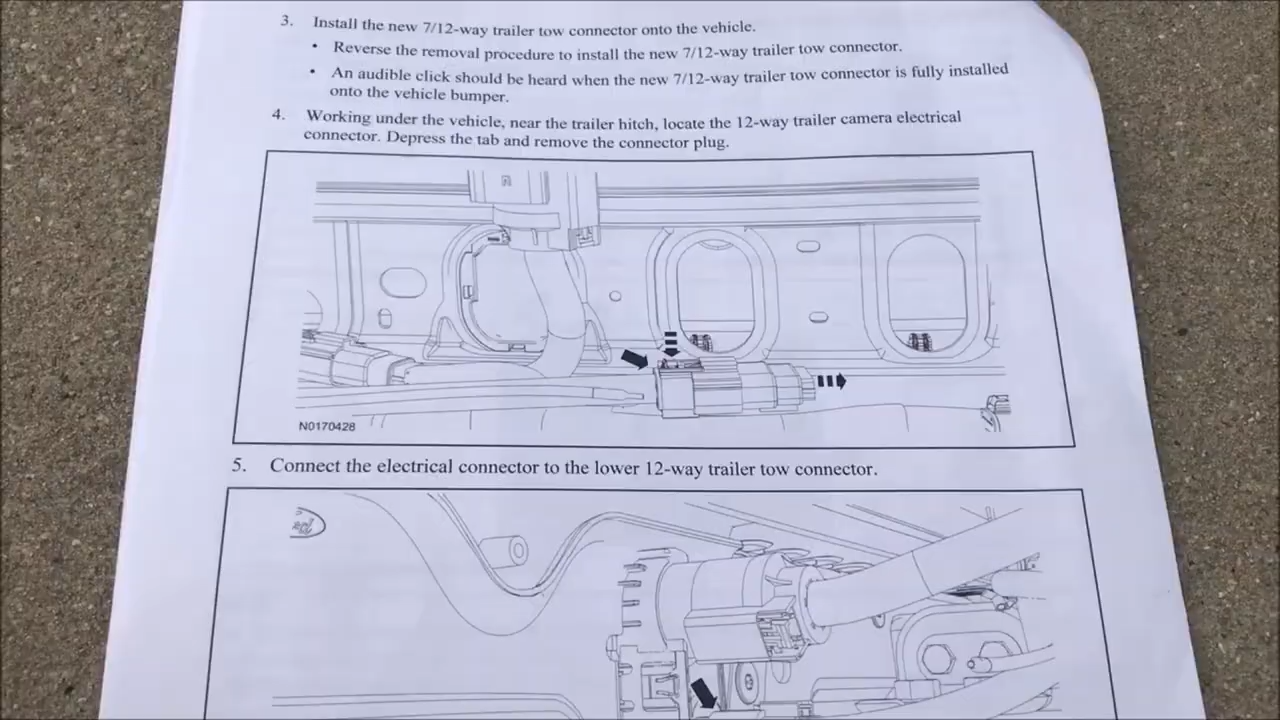 3. Install the new 7/12-way trailer tow connector onto the vehicle.
• Reverse the removal procedure to install the new 7/12-way trailer tow connector.
• An audible click should be heard when the new 7/12-way trailer tow connector is fully installed
onto the vehicle bumper.
4. Working under the vehicle, near the trailer hitch, locate the 12-way trailer camera electrical
connector. Depress the tab and remove the connector plug.
N0170428
5. Connect the electrical connector to the lower 12-way trailer tow connector.